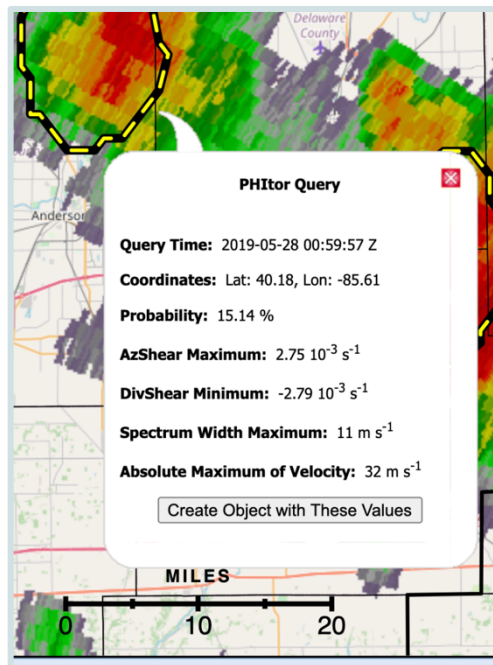 Delaware
County
Anderson
PHItor Query
Query Time: 2019-05-28 00:59:57 Z
Coordinates: Lat: 40.18, Lon: -85.61
Probability: 15.14 %
AzShear Maximum: 2.75 10⁻³ s⁻¹
DivShear Minimum: -2.79 10⁻³ s⁻¹
Spectrum Width Maximum: 11 m s⁻¹
Absolute Maximum of Velocity: 32 m s⁻¹
Create Object with These Values
MILES
0 10 20